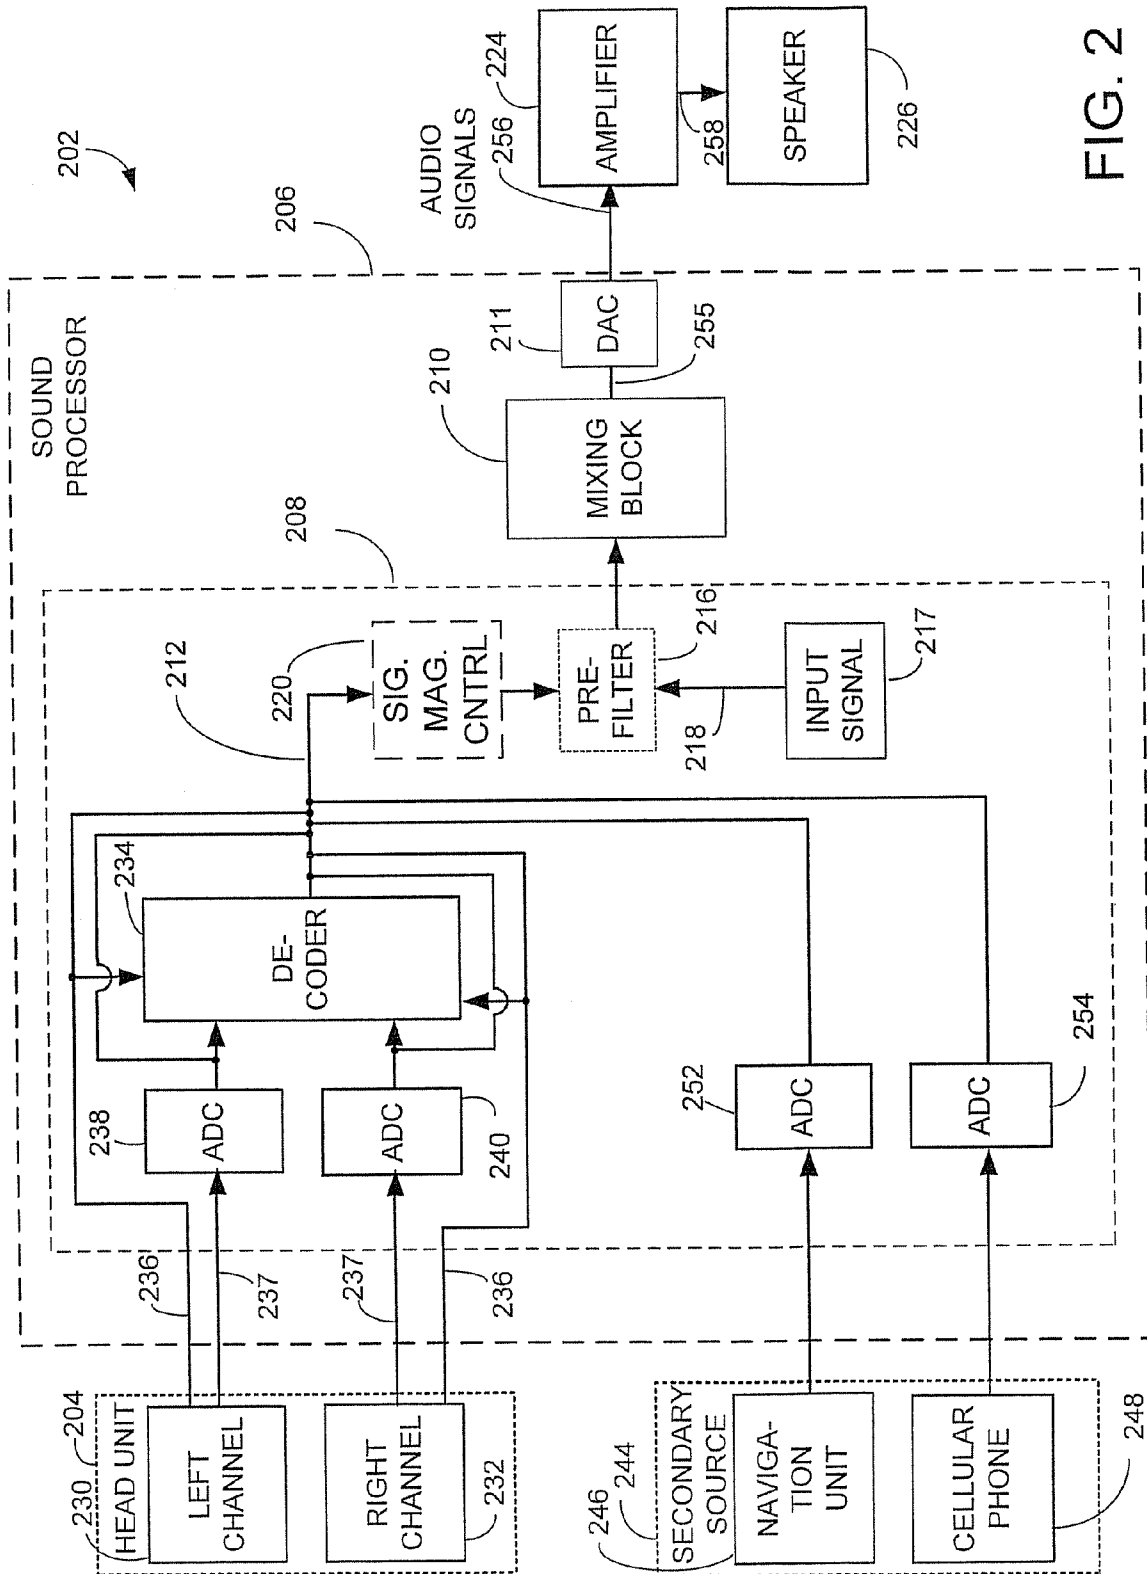 202
206
SOUND
PROCESSOR
AUDIO
SIGNALS
256
224
AMPLIFIER
258
SPEAKER
226
208
210
211
DAC
255
MIXING
BLOCK
212
220
SIG.
MAG.
CNTRL
PRE-
FILTER
216
218
INPUT
SIGNAL
217
234
DE-
CODER
238
ADC
ADC
240
252
ADC
ADC
254
236
237
237
236
204
HEAD UNIT
230
LEFT
CHANNEL
RIGHT
CHANNEL
232
SECONDARY
SOURCE
244
246
NAVIGA-
TION
UNIT
CELLULAR
PHONE
248
FIG. 2